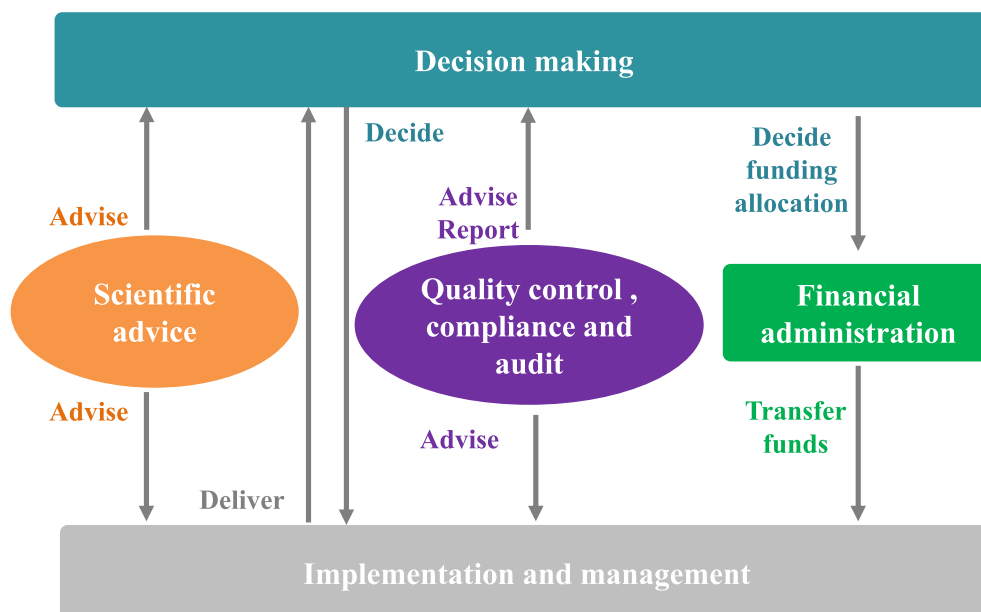 Decision making
Decide
Decide
funding
allocation
Advise
Report
Advise
Scientific
advice
Quality control ,
compliance and
audit
Financial
administration
Advise
Advise
Transfer
funds
Deliver
Implementation and management